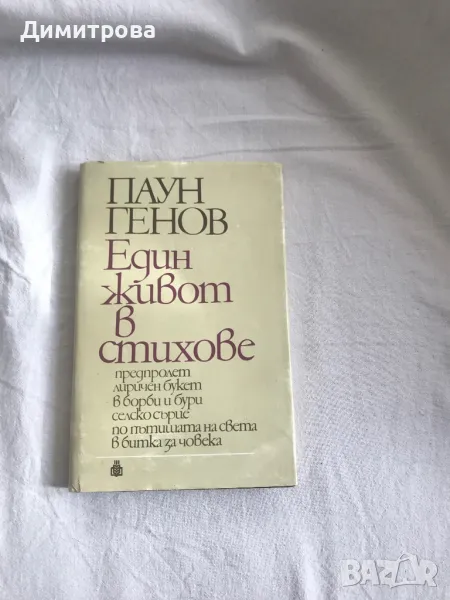 Димитрова
ПАУН
ГЕНОВ
Един
живот
в
стихове
предпролет
лиричен букет
в борби и бури
селско сърце
по пътищата на света
в битка за човека
BAZAR